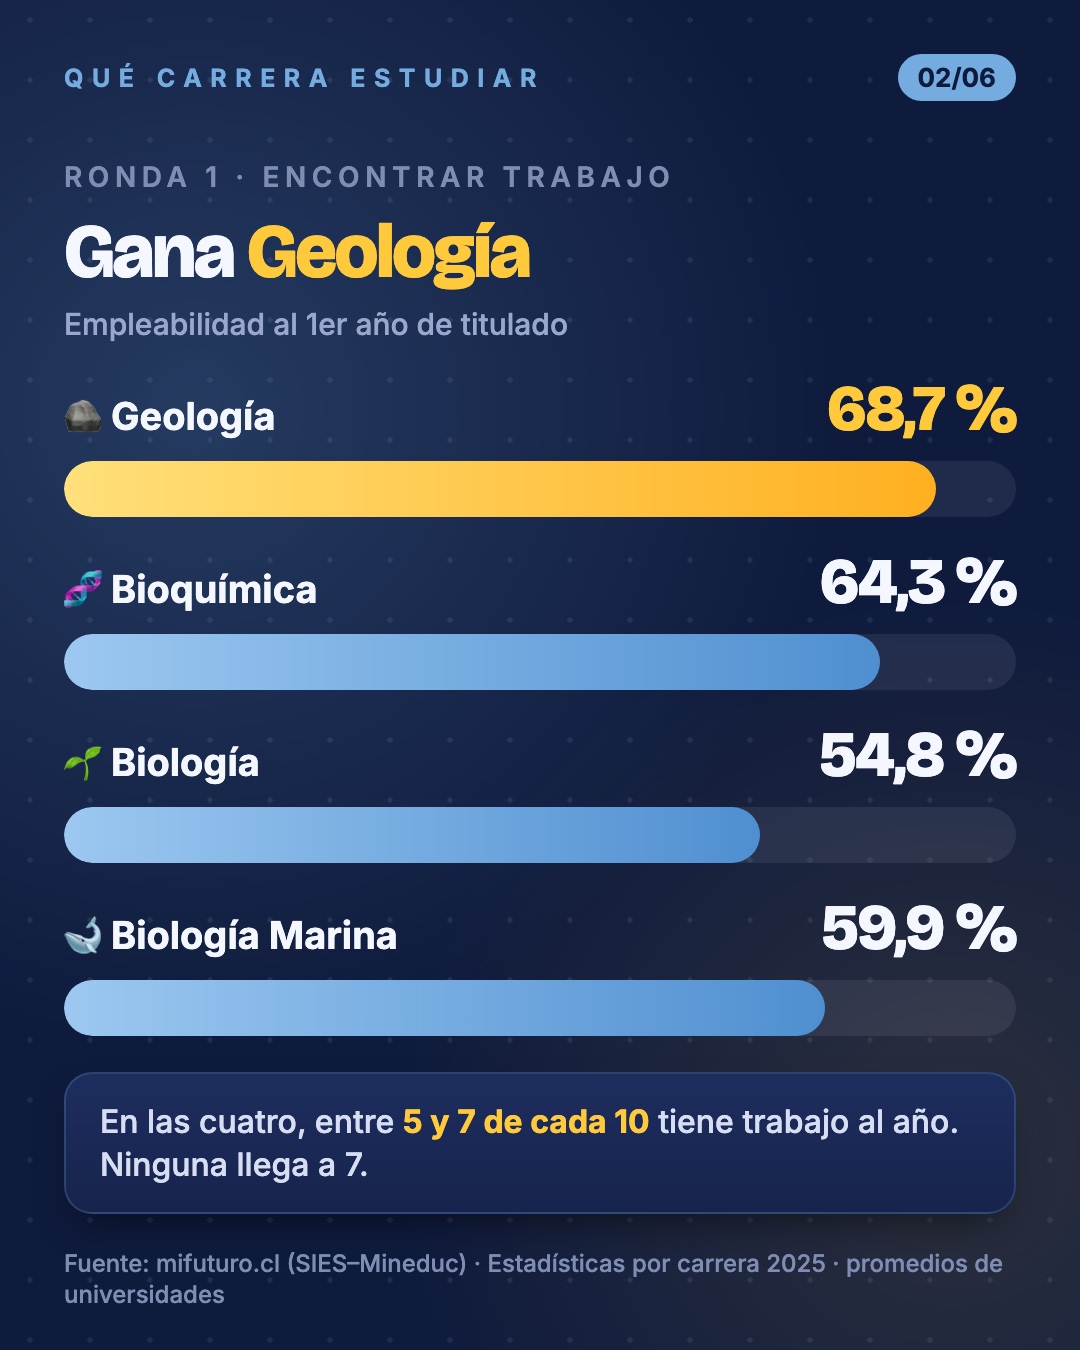 QUÉ CARRERA ESTUDIAR
02/06
RONDA 1 · ENCONTRAR TRABAJO
Gana Geología
Empleabilidad al 1er año de titulado
Geología
68,7 %
Bioquímica
64,3 %
Biología
54,8 %
Biología Marina
59,9 %
En las cuatro, entre 5 y 7 de cada 10 tiene trabajo al año.
Ninguna llega a 7.
Fuente: mifuturo.cl (SIES–Mineduc) · Estadísticas por carrera 2025 · promedios de
universidades